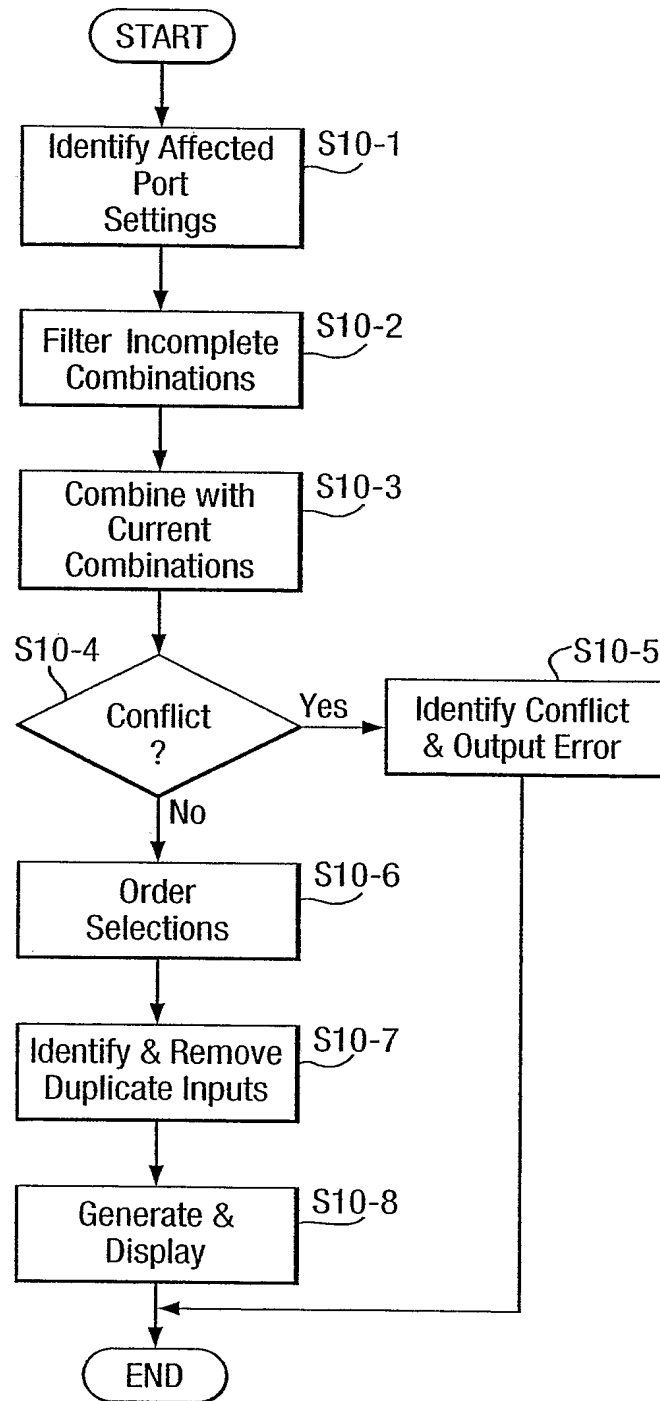 START
Identify Affected
Port
Settings
S10-1
Filter Incomplete
Combinations
S10-2
Combine with
Current
Combinations
S10-3
S10-4
Conflict
?
Yes
No
S10-5
Identify Conflict
& Output Error
Order
Selections
S10-6
Identify & Remove
Duplicate Inputs
S10-7
Generate &
Display
S10-8
END